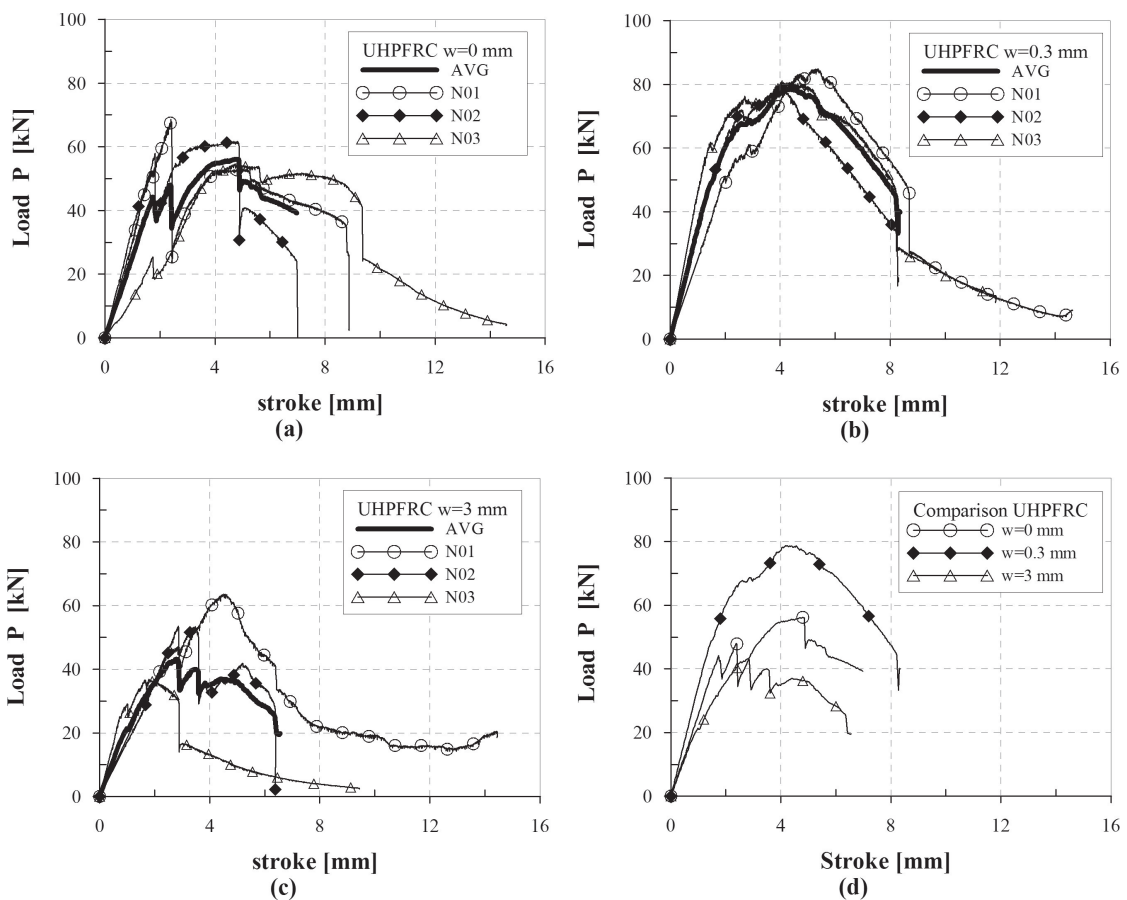 100
80
60
40
20
0
Load P [kN]
UHPFRC w=0 mm
AVG
N01
N02
N03
0 4 8 12 16
stroke [mm]
(a)
100
80
60
40
20
0
Load P [kN]
UHPFRC w=0.3 mm
AVG
N01
N02
N03
0 4 8 12 16
stroke [mm]
(b)
100
80
60
40
20
0
Load P [kN]
UHPFRC w=3 mm
AVG
N01
N02
N03
0 4 8 12 16
stroke [mm]
(c)
100
80
60
40
20
0
Load P [kN]
Comparison UHPFRC
w=0 mm
w=0.3 mm
w=3 mm
0 4 8 12 16
Stroke [mm]
(d)